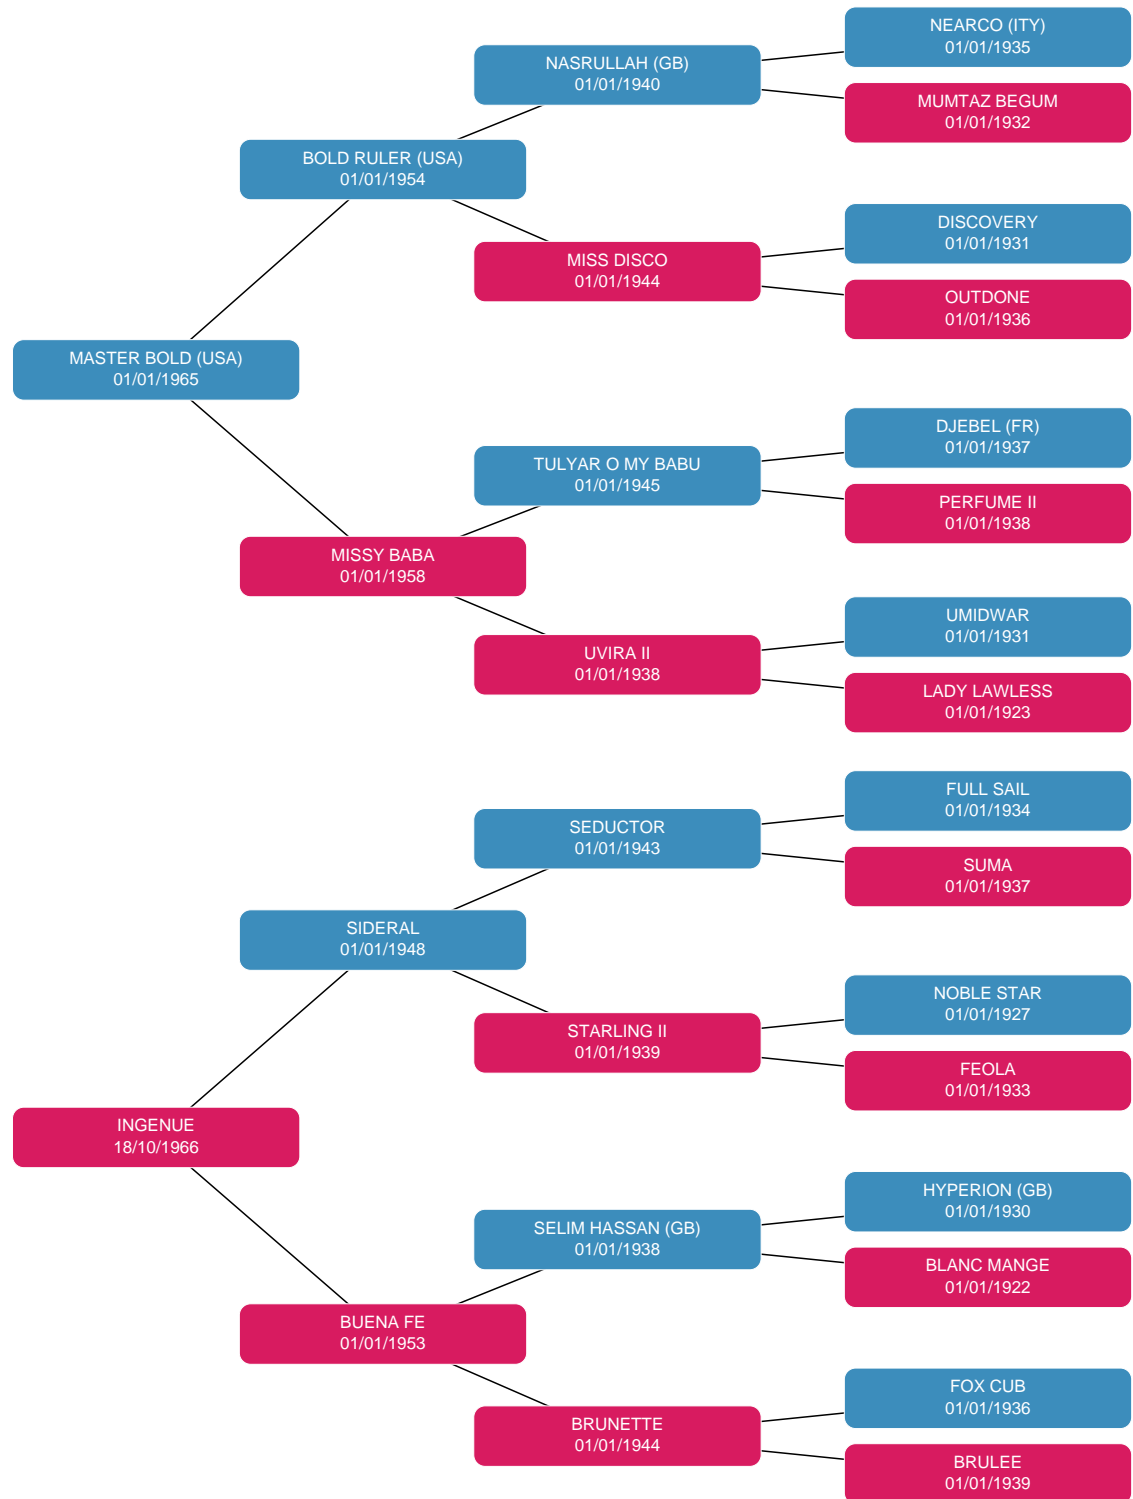 NEARCO (ITY)
01/01/1935
NASRULLAH (GB)
01/01/1940
MUMTAZ BEGUM
01/01/1932
BOLD RULER (USA)
01/01/1954
DISCOVERY
01/01/1931
MISS DISCO
01/01/1944
OUTDONE
01/01/1936
MASTER BOLD (USA)
01/01/1965
DJEBEL (FR)
01/01/1937
TULYAR O MY BABU
01/01/1945
PERFUME II
01/01/1938
MISSY BABA
01/01/1958
UMIDWAR
01/01/1931
UVIRA II
01/01/1938
LADY LAWLESS
01/01/1923
FULL SAIL
01/01/1934
SEDUCTOR
01/01/1943
SUMA
01/01/1937
SIDERAL
01/01/1948
NOBLE STAR
01/01/1927
STARLING II
01/01/1939
FEOLA
01/01/1933
INGENUE
18/10/1966
HYPERION (GB)
01/01/1930
SELIM HASSAN (GB)
01/01/1938
BLANC MANGE
01/01/1922
BUENA FE
01/01/1953
FOX CUB
01/01/1936
BRUNETTE
01/01/1944
BRULEE
01/01/1939